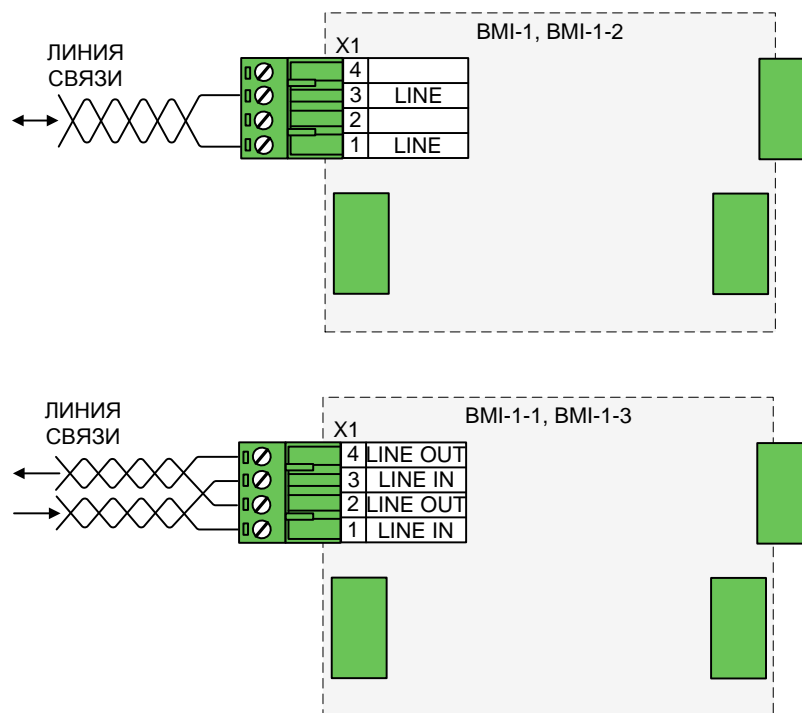 BMI-1, BMI-1-2
ЛИНИЯ
СВЯЗИ
X1
4
3 LINE
2
1 LINE
BMI-1-1, BMI-1-3
ЛИНИЯ
СВЯЗИ
X1
4 LINE OUT
3 LINE IN
2 LINE OUT
1 LINE IN